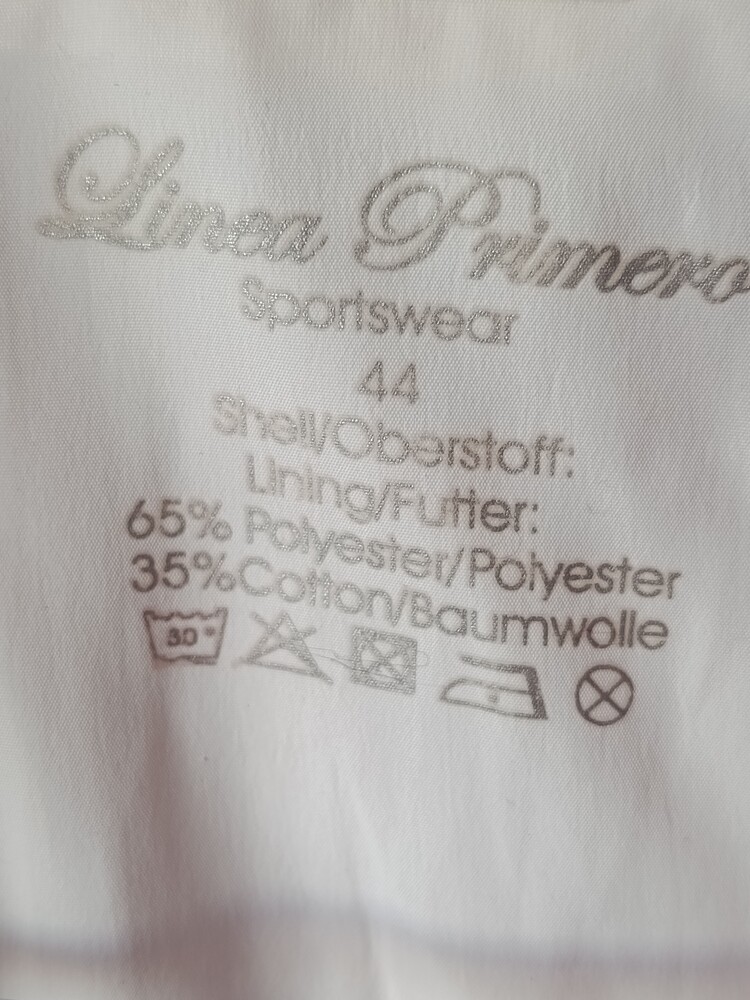 Linea Primero
Sportswear
44
Shell/Oberstoff:
Lining/Futter:
65% Polyester/Polyester
35%Cotton/Baumwolle
30°